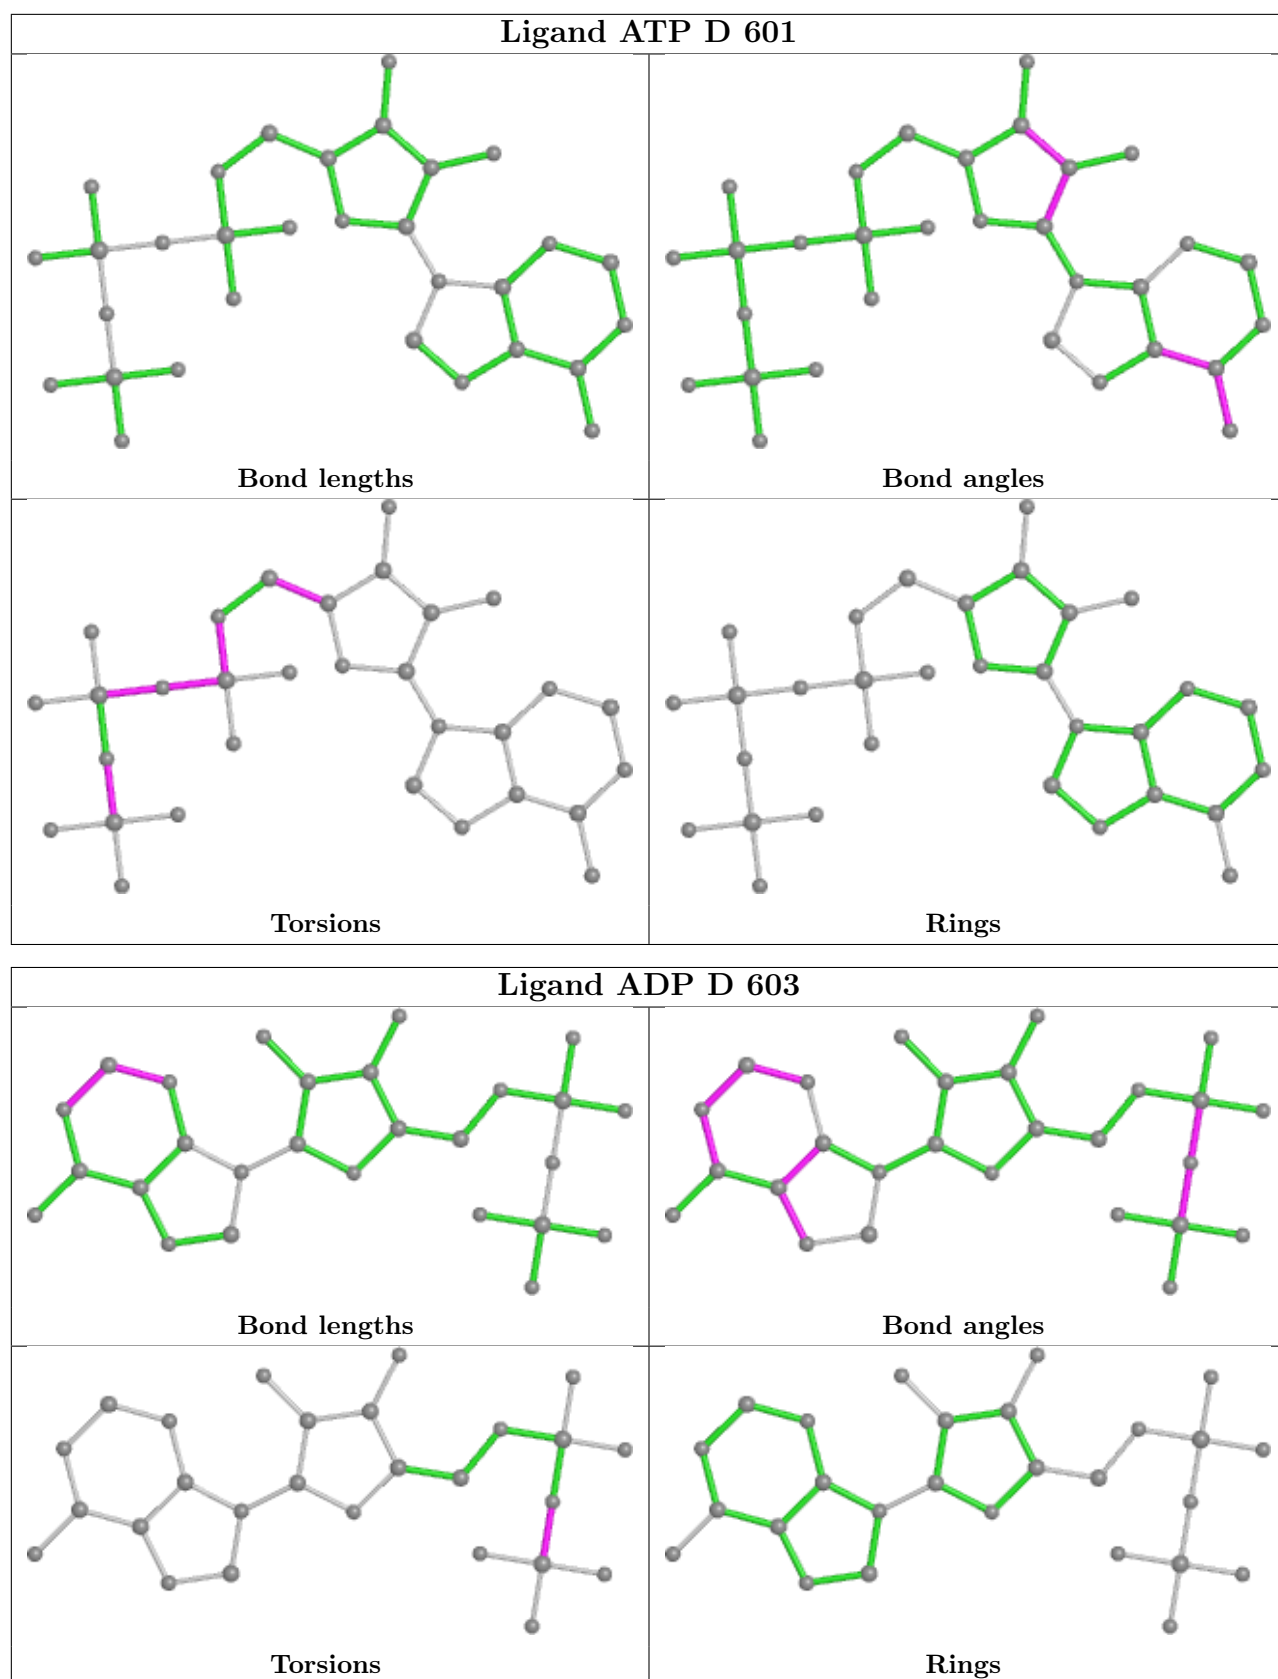 Ligand ATP D 601
Bond lengths
Bond angles
Torsions
Rings
Ligand ADP D 603
Bond lengths
Bond angles
Torsions
Rings